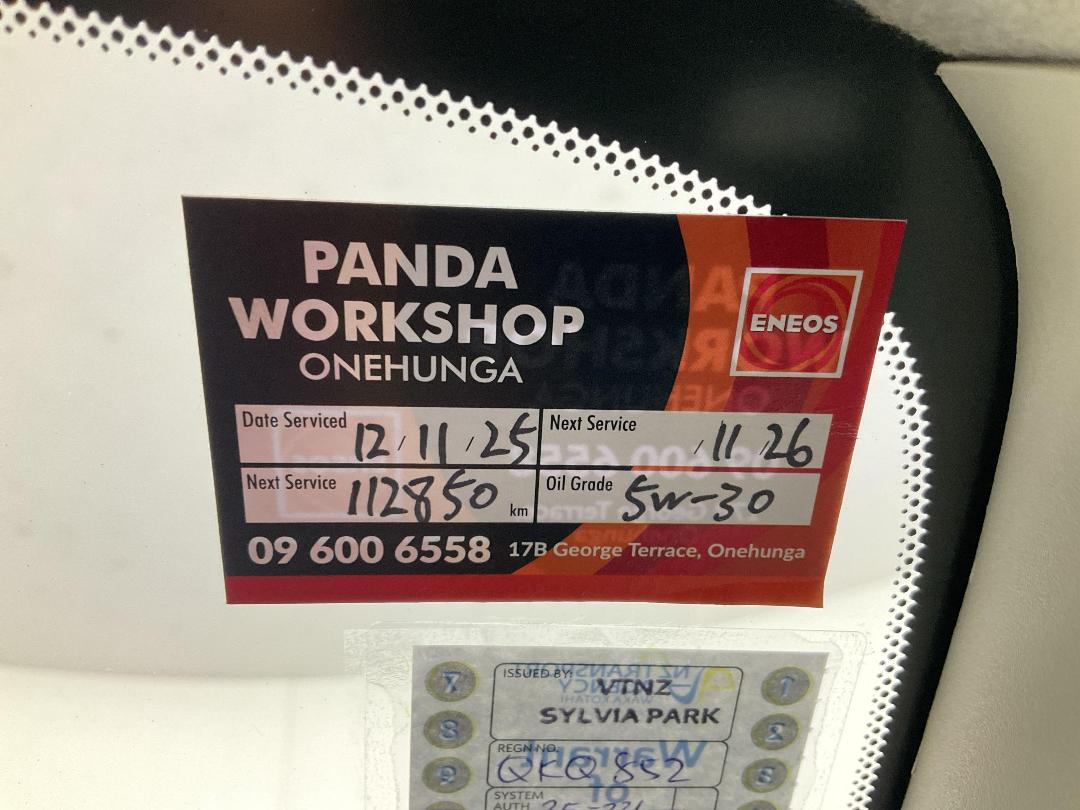 PANDA
WORKSHOP
ONEHUNGA
ENEOS
Date Serviced 12/11/25 Next Service /11/26
Next Service 112850 km Oil Grade 5W-30
09 600 6558 17B George Terrace, Onehunga
ISSUED BY:
VTNZ
SYLVIA PARK
REGN NO.
QKQ852
SYSTEM
AUTH